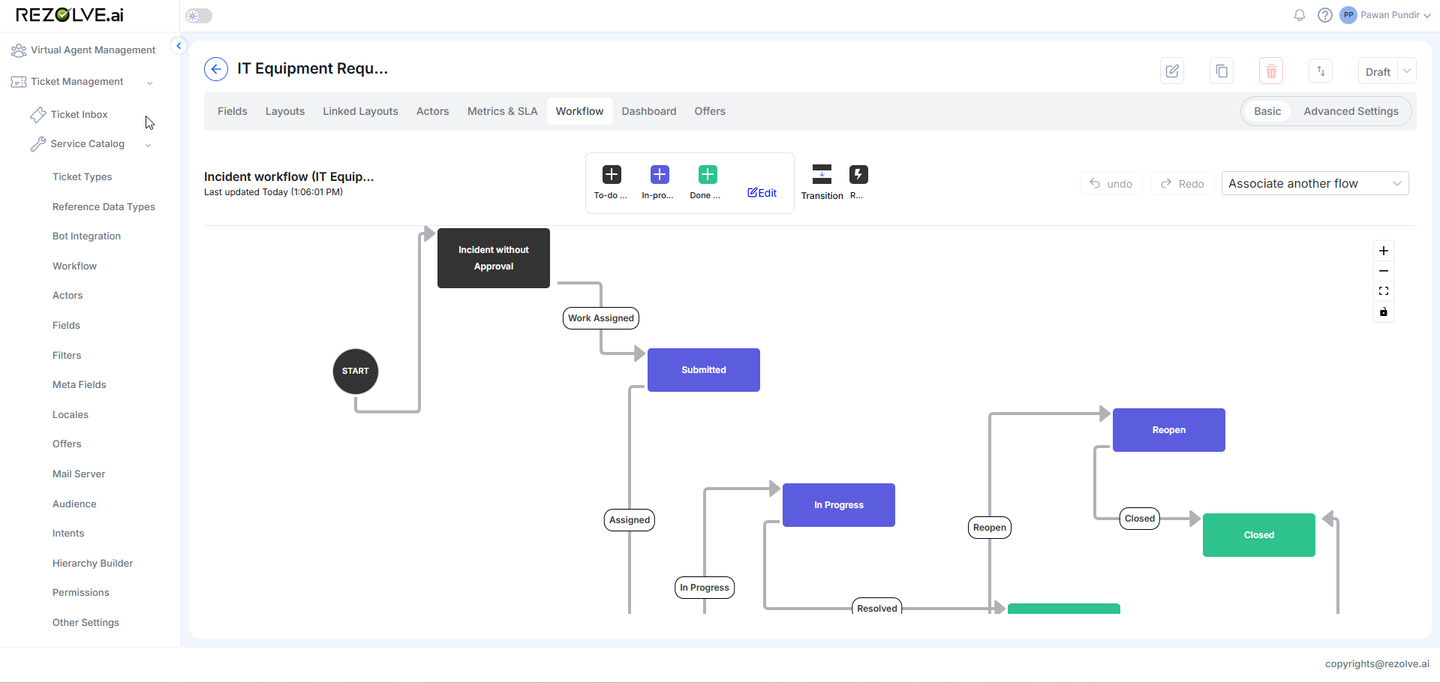 REZOLVE.ai
PP Pawan Pundir
Virtual Agent Management
Ticket Management
Ticket Inbox
Service Catalog
Ticket Types
Reference Data Types
Bot Integration
Workflow
Actors
Fields
Filters
Meta Fields
Locales
Offers
Mail Server
Audience
Intents
Hierarchy Builder
Permissions
Other Settings
IT Equipment Requ...
Draft
Fields Layouts Linked Layouts Actors Metrics & SLA Workflow Dashboard Offers
Basic Advanced Settings
Incident workflow (IT Equip...
Last updated Today (1:06:01 PM)
To-do ... In-pro... Done ... Edit
Transition R...
undo Redo Associate another flow
Incident without
Approval
Work Assigned
START
Submitted
Reopen
In Progress
Assigned
Reopen
Closed
Closed
In Progress
Resolved
copyrights@rezolve.ai